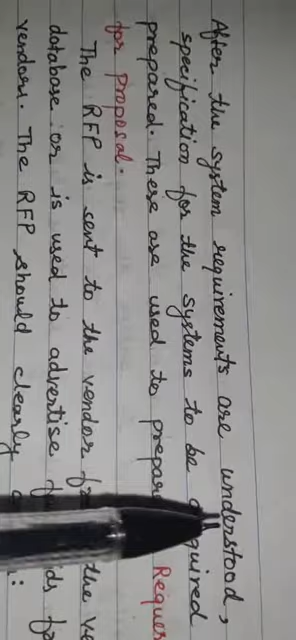 After the system requirements are understood,
specification for the systems to be
prepared. These are used to prepare Reques
for Proposal.
The RFP is sent to the vendor the ve
database or is used to advertise
vendors. The RFP should clearly